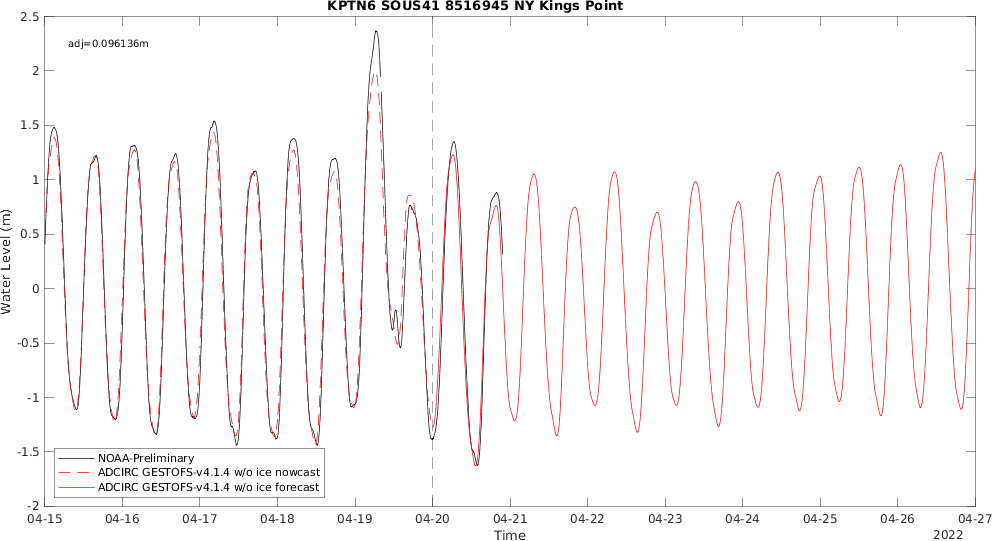 KPTN6 SOUS41 8516945 NY Kings Point
adj=0.096136m
2.5
2
1.5
1
0.5
0
-0.5
-1
-1.5
-2
Water Level (m)
NOAA-Preliminary
ADCIRC GESTOFS-v4.1.4 w/o ice nowcast
ADCIRC GESTOFS-v4.1.4 w/o ice forecast
04-15 04-16 04-17 04-18 04-19 04-20 04-21 04-22 04-23 04-24 04-25 04-26 04-27
Time
2022